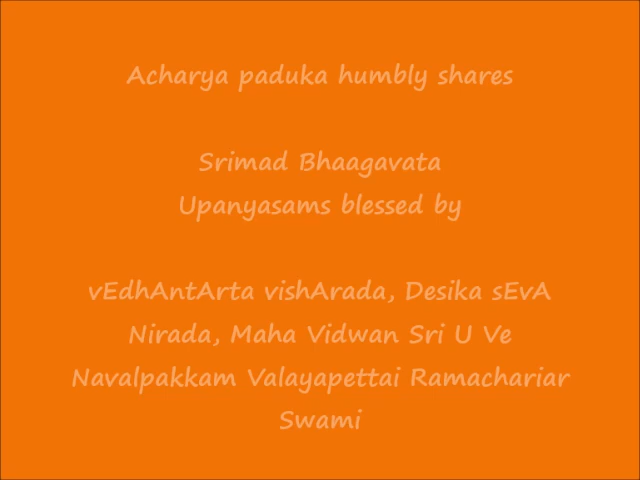 Acharya paduka humbly shares
Srimad Bhaagavata
Upanyasams blessed by
vEdhAntArta vishArada, Desika sEvA
Nirada, Maha Vidwan Sri U Ve
Navalpakkam Valayapettai Ramachariar
Swami